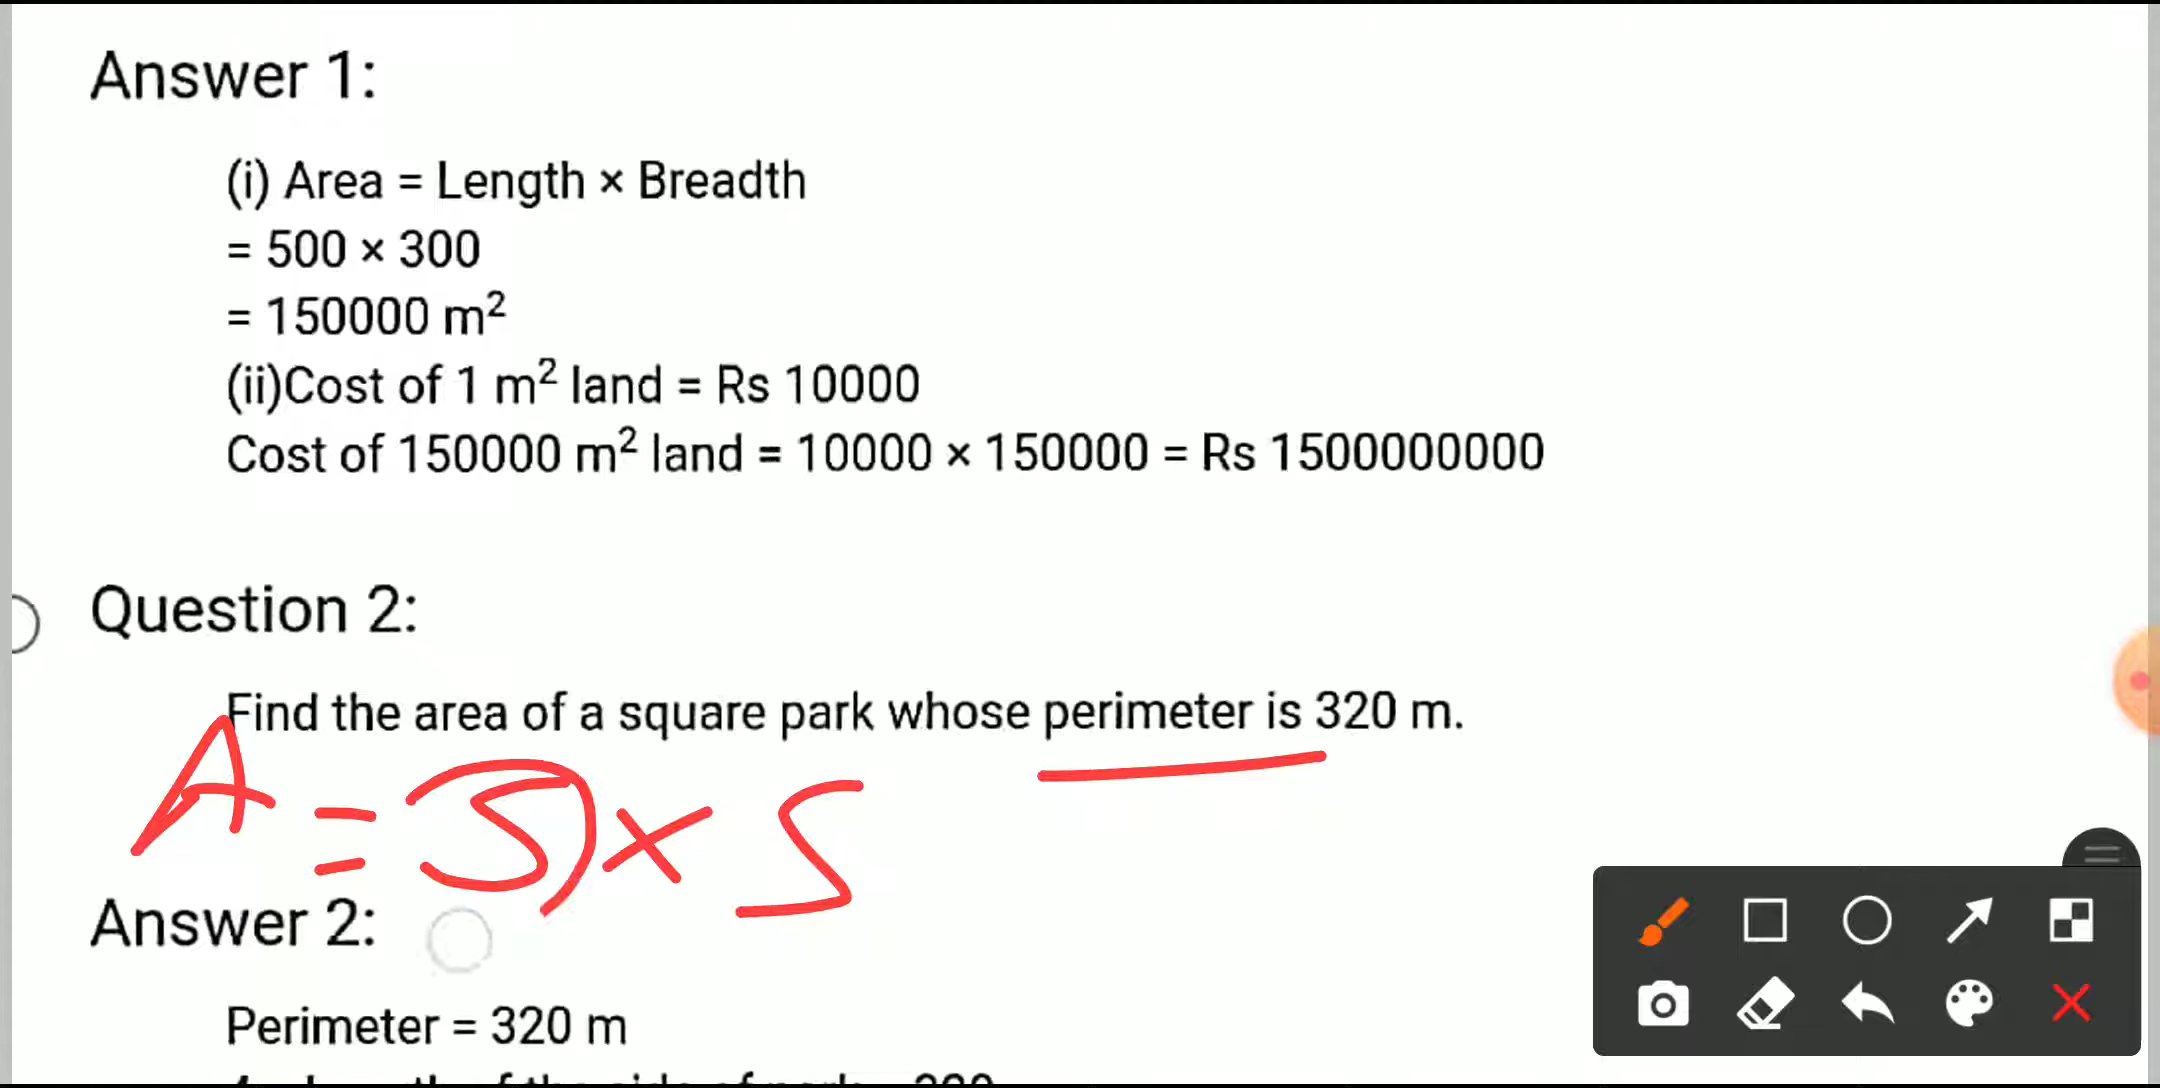 Answer 1:
(i) Area = Length × Breadth
= 500 × 300
= 150000 m²
(ii)Cost of 1 m² land = Rs 10000
Cost of 150000 m² land = 10000 × 150000 = Rs 1500000000
Question 2:
Find the area of a square park whose perimeter is 320 m.
A = S × S
Answer 2:
Perimeter = 320 m